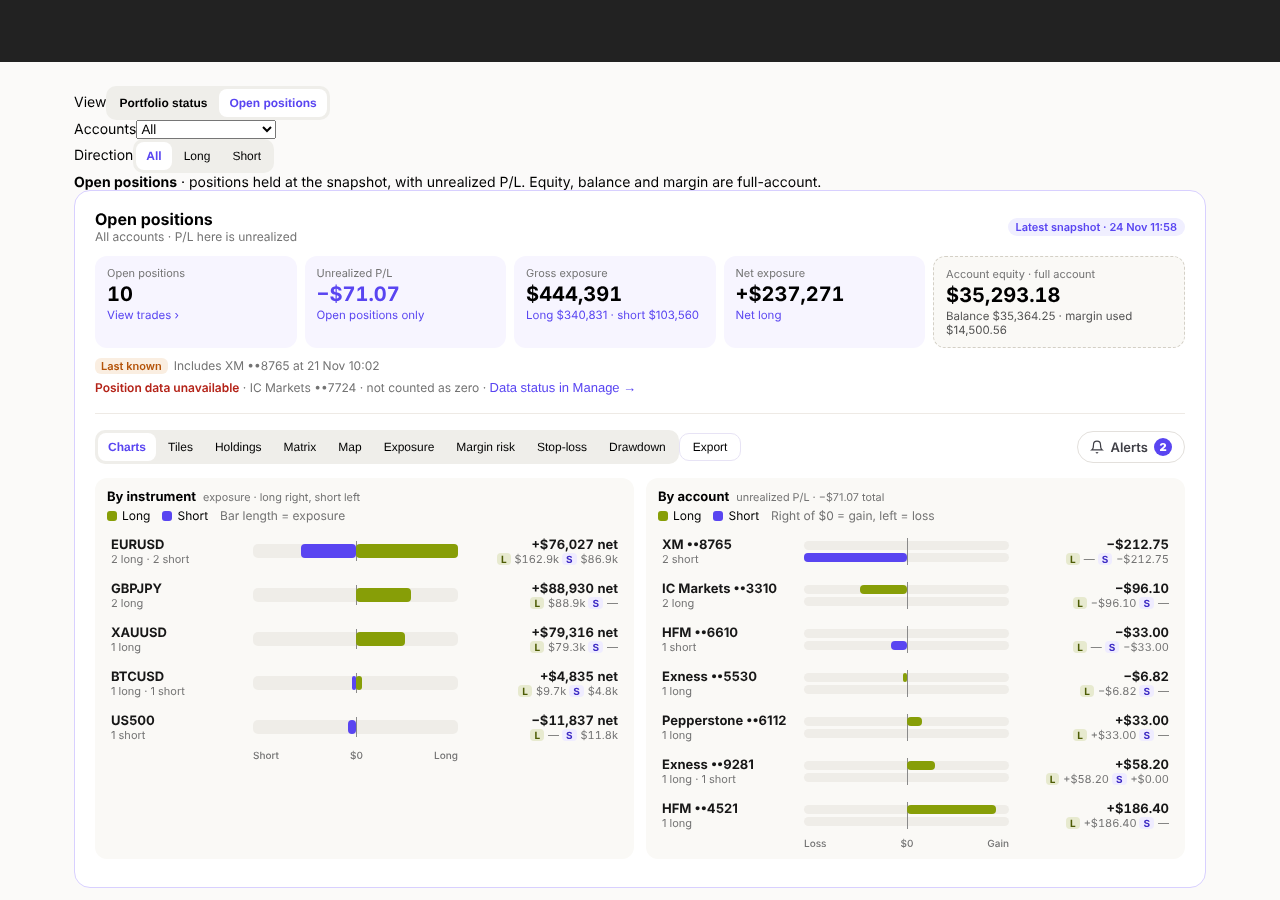 View Portfolio status Open positions
Accounts All
Direction All Long Short
Open positions · positions held at the snapshot, with unrealized P/L. Equity, balance and margin are full-account.
Open positions
All accounts · P/L here is unrealized
Latest snapshot · 24 Nov 11:58
Open positions
10
View trades ›
Unrealized P/L
−$71.07
Open positions only
Gross exposure
$444,391
Long $340,831 · short $103,560
Net exposure
+$237,271
Net long
Account equity · full account
$35,293.18
Balance $35,364.25 · margin used
$14,500.56
Last known Includes XM ••8765 at 21 Nov 10:02
Position data unavailable · IC Markets ••7724 · not counted as zero · Data status in Manage →
Charts Tiles Holdings Matrix Map Exposure Margin risk Stop-loss Drawdown Export
Alerts 2
By instrument exposure · long right, short left
Long Short Bar length = exposure
EURUSD +$76,027 net
2 long · 2 short L $162.9k S $86.9k
GBPJPY +$88,930 net
2 long L $88.9k S —
XAUUSD +$79,316 net
1 long L $79.3k S —
BTCUSD +$4,835 net
1 long · 1 short L $9.7k S $4.8k
US500 −$11,837 net
1 short L — S $11.8k
Short $0 Long
By account unrealized P/L · −$71.07 total
Long Short Right of $0 = gain, left = loss
XM ••8765 −$212.75
2 short L — S −$212.75
IC Markets ••3310 −$96.10
2 long L −$96.10 S —
HFM ••6610 −$33.00
1 short L — S −$33.00
Exness ••5530 −$6.82
1 long L −$6.82 S —
Pepperstone ••6112 +$33.00
1 long L +$33.00 S —
Exness ••9281 +$58.20
1 long · 1 short L +$58.20 S +$0.00
HFM ••4521 +$186.40
1 long L +$186.40 S —
Loss $0 Gain